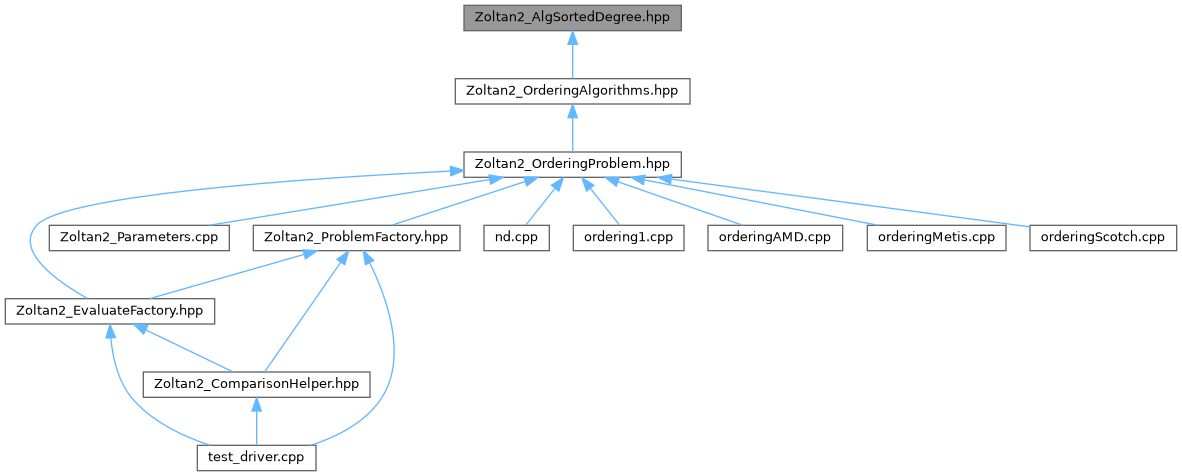 Zoltan2_AlgSortedDegree.hpp
Zoltan2_OrderingAlgorithms.hpp
Zoltan2_OrderingProblem.hpp
Zoltan2_Parameters.cpp
Zoltan2_ProblemFactory.hpp
nd.cpp
ordering1.cpp
orderingAMD.cpp
orderingMetis.cpp
orderingScotch.cpp
Zoltan2_EvaluateFactory.hpp
Zoltan2_ComparisonHelper.hpp
test_driver.cpp